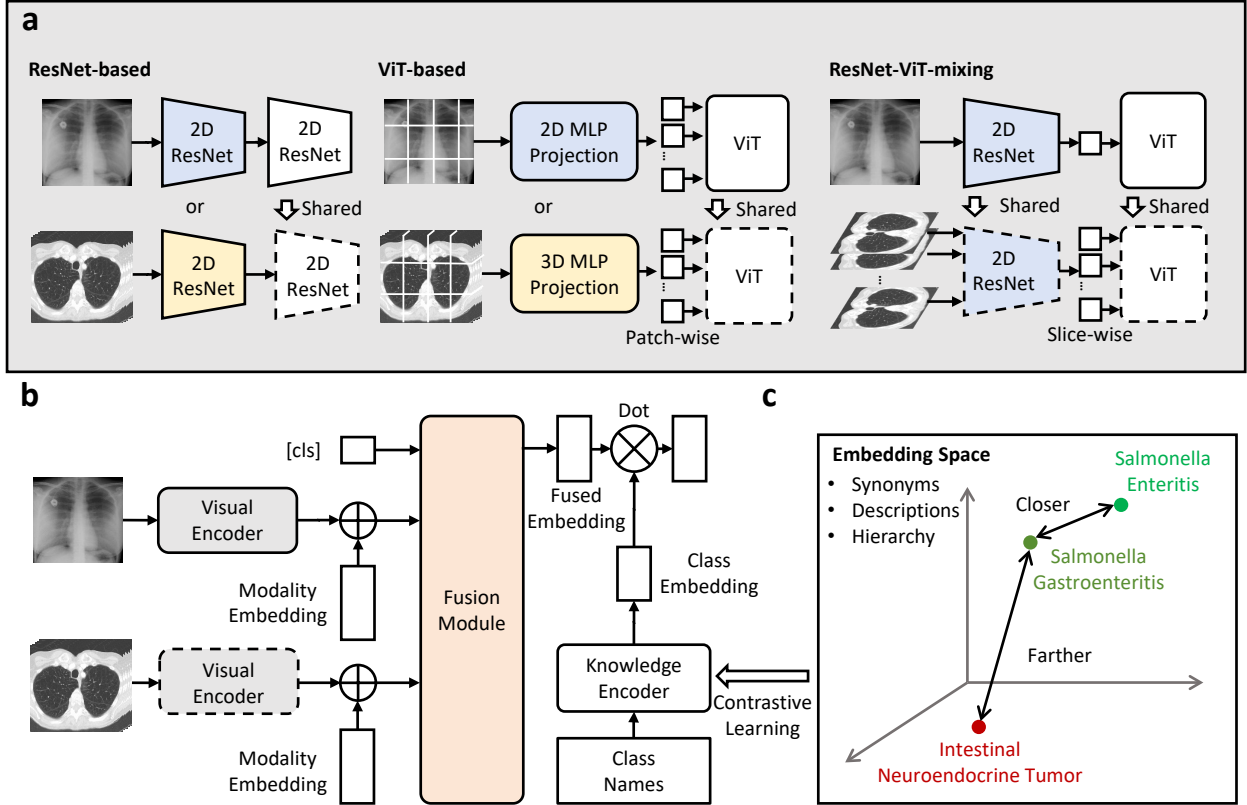 a
ResNet-based
ViT-based
ResNet-ViT-mixing
2D
ResNet
2D
ResNet
2D MLP
Projection
ViT
2D
ResNet
ViT
or
Shared
or
Shared
Shared
Shared
2D
ResNet
2D
ResNet
3D MLP
Projection
ViT
2D
ResNet
ViT
Patch-wise
Slice-wise
b
[cls]
Visual
Encoder
Modality
Embedding
Visual
Encoder
Modality
Embedding
Fusion
Module
Dot
Fused
Embedding
Class
Embedding
Knowledge
Encoder
Contrastive
Learning
Class
Names
c
Embedding Space
• Synonyms
• Descriptions
• Hierarchy
Salmonella
Enteritis
Closer
Salmonella
Gastroenteritis
Farther
Intestinal
Neuroendocrine Tumor